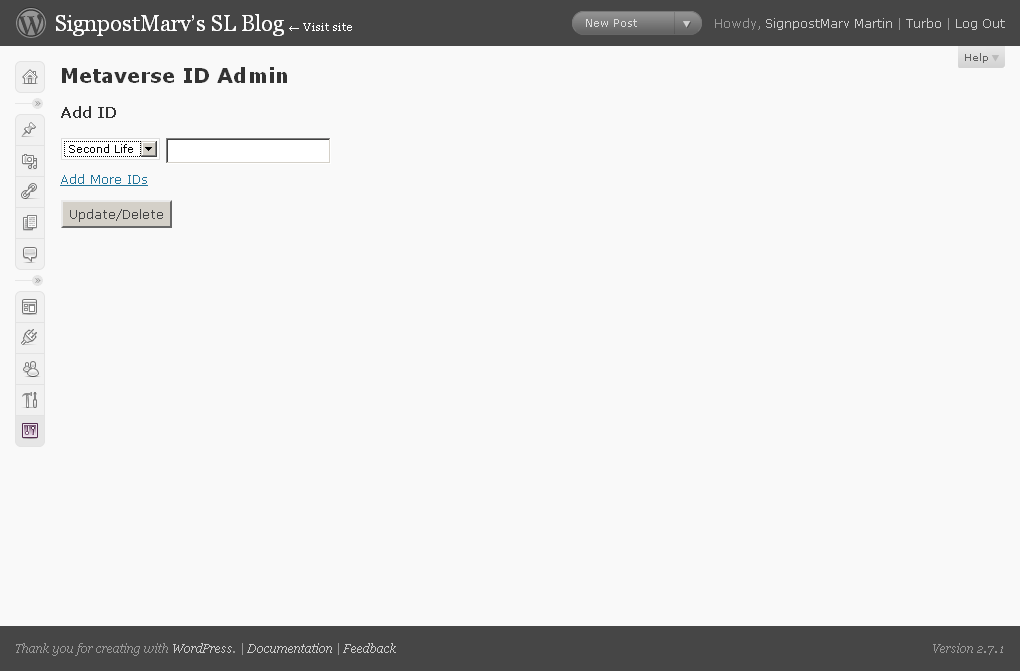 SignpostMarv's SL Blog ← Visit site
New Post ▼
Howdy, SignpostMarv Martin | Turbo | Log Out
Help ▼
Metaverse ID Admin
Add ID
Second Life
Add More IDs
Update/Delete
Thank you for creating with WordPress. | Documentation | Feedback
Version 2.7.1